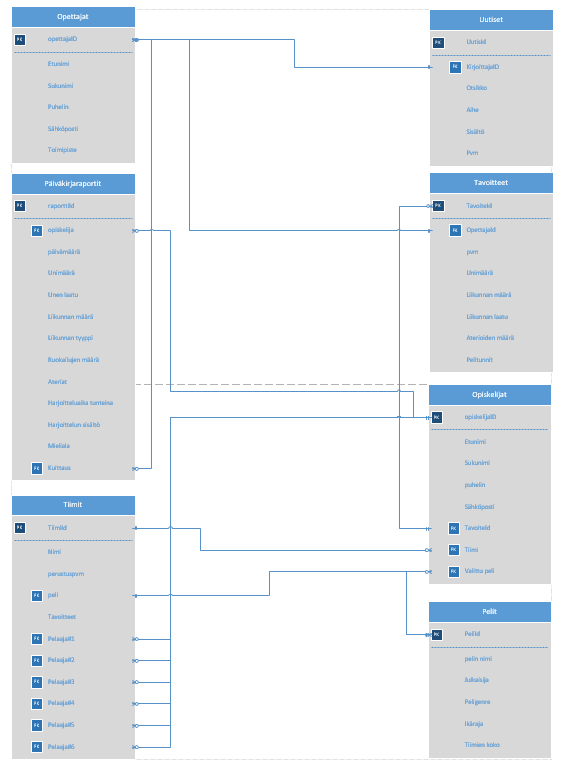 Opettajat
PK opettajaID
Etunimi
Sukunimi
Puhelin
Sähköposti
Toimipiste
Päiväkirjaraportit
PK raporttiId
FK opiskelija
päivämäärä
Unimäärä
Unen laatu
Liikunnan määrä
Liikunnan tyyppi
Ruokailujen määrä
Ateriat
Harjoitteluaika tunteina
Harjoittelun sisältö
Mieliala
FK Kuittaus
Tiimit
PK TiimiId
Nimi
perustuspvm
FK peli
Tavoitteet
FK Pelaaja#1
FK Pelaaja#2
FK Pelaaja#3
FK Pelaaja#4
FK Pelaaja#5
FK Pelaaja#6
Uutiset
PK UutisId
FK KirjoittajaID
Otsikko
Aihe
Sisältö
Pvm
Tavoitteet
PK TavoiteId
FK OpettajaId
pvm
Unimäärä
Liikunnan määrä
Liikunnan laatu
Aterioiden määrä
Pelitunnit
Opiskelijat
PK opiskelijaID
Etunimi
Sukunimi
puhelin
Sähköposti
FK TavoiteId
FK Tiimi
FK Valittu peli
Pelit
PK PeliId
pelin nimi
Julkaisija
Peligenre
Ikäraja
Tiimien koko